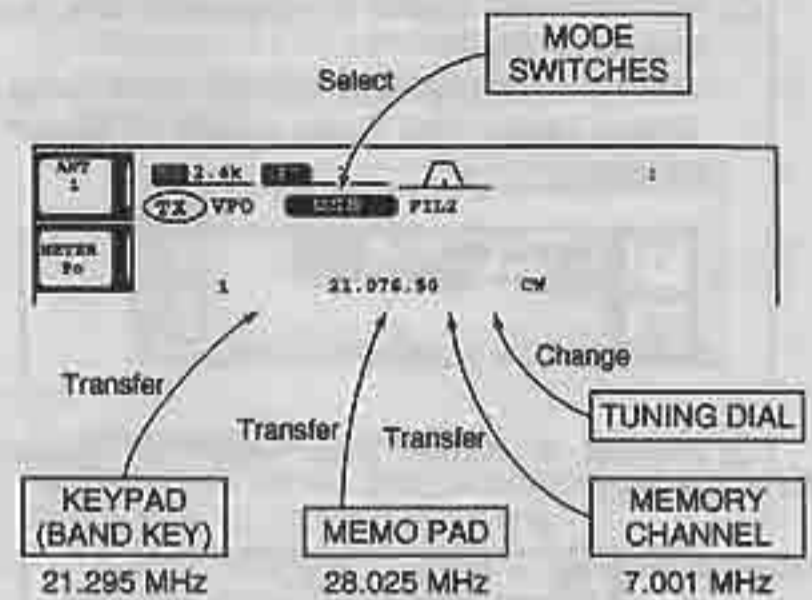 MODE
SWITCHES
Select
ANT
1
2.4k
TX VFO
FIL2
METER
Po
1 21.076.50 CW
Change
Transfer
TUNING DIAL
Transfer
Transfer
KEYPAD
(BAND KEY)
MEMO PAD
MEMORY
CHANNEL
21.295 MHz
28.025 MHz
7.001 MHz